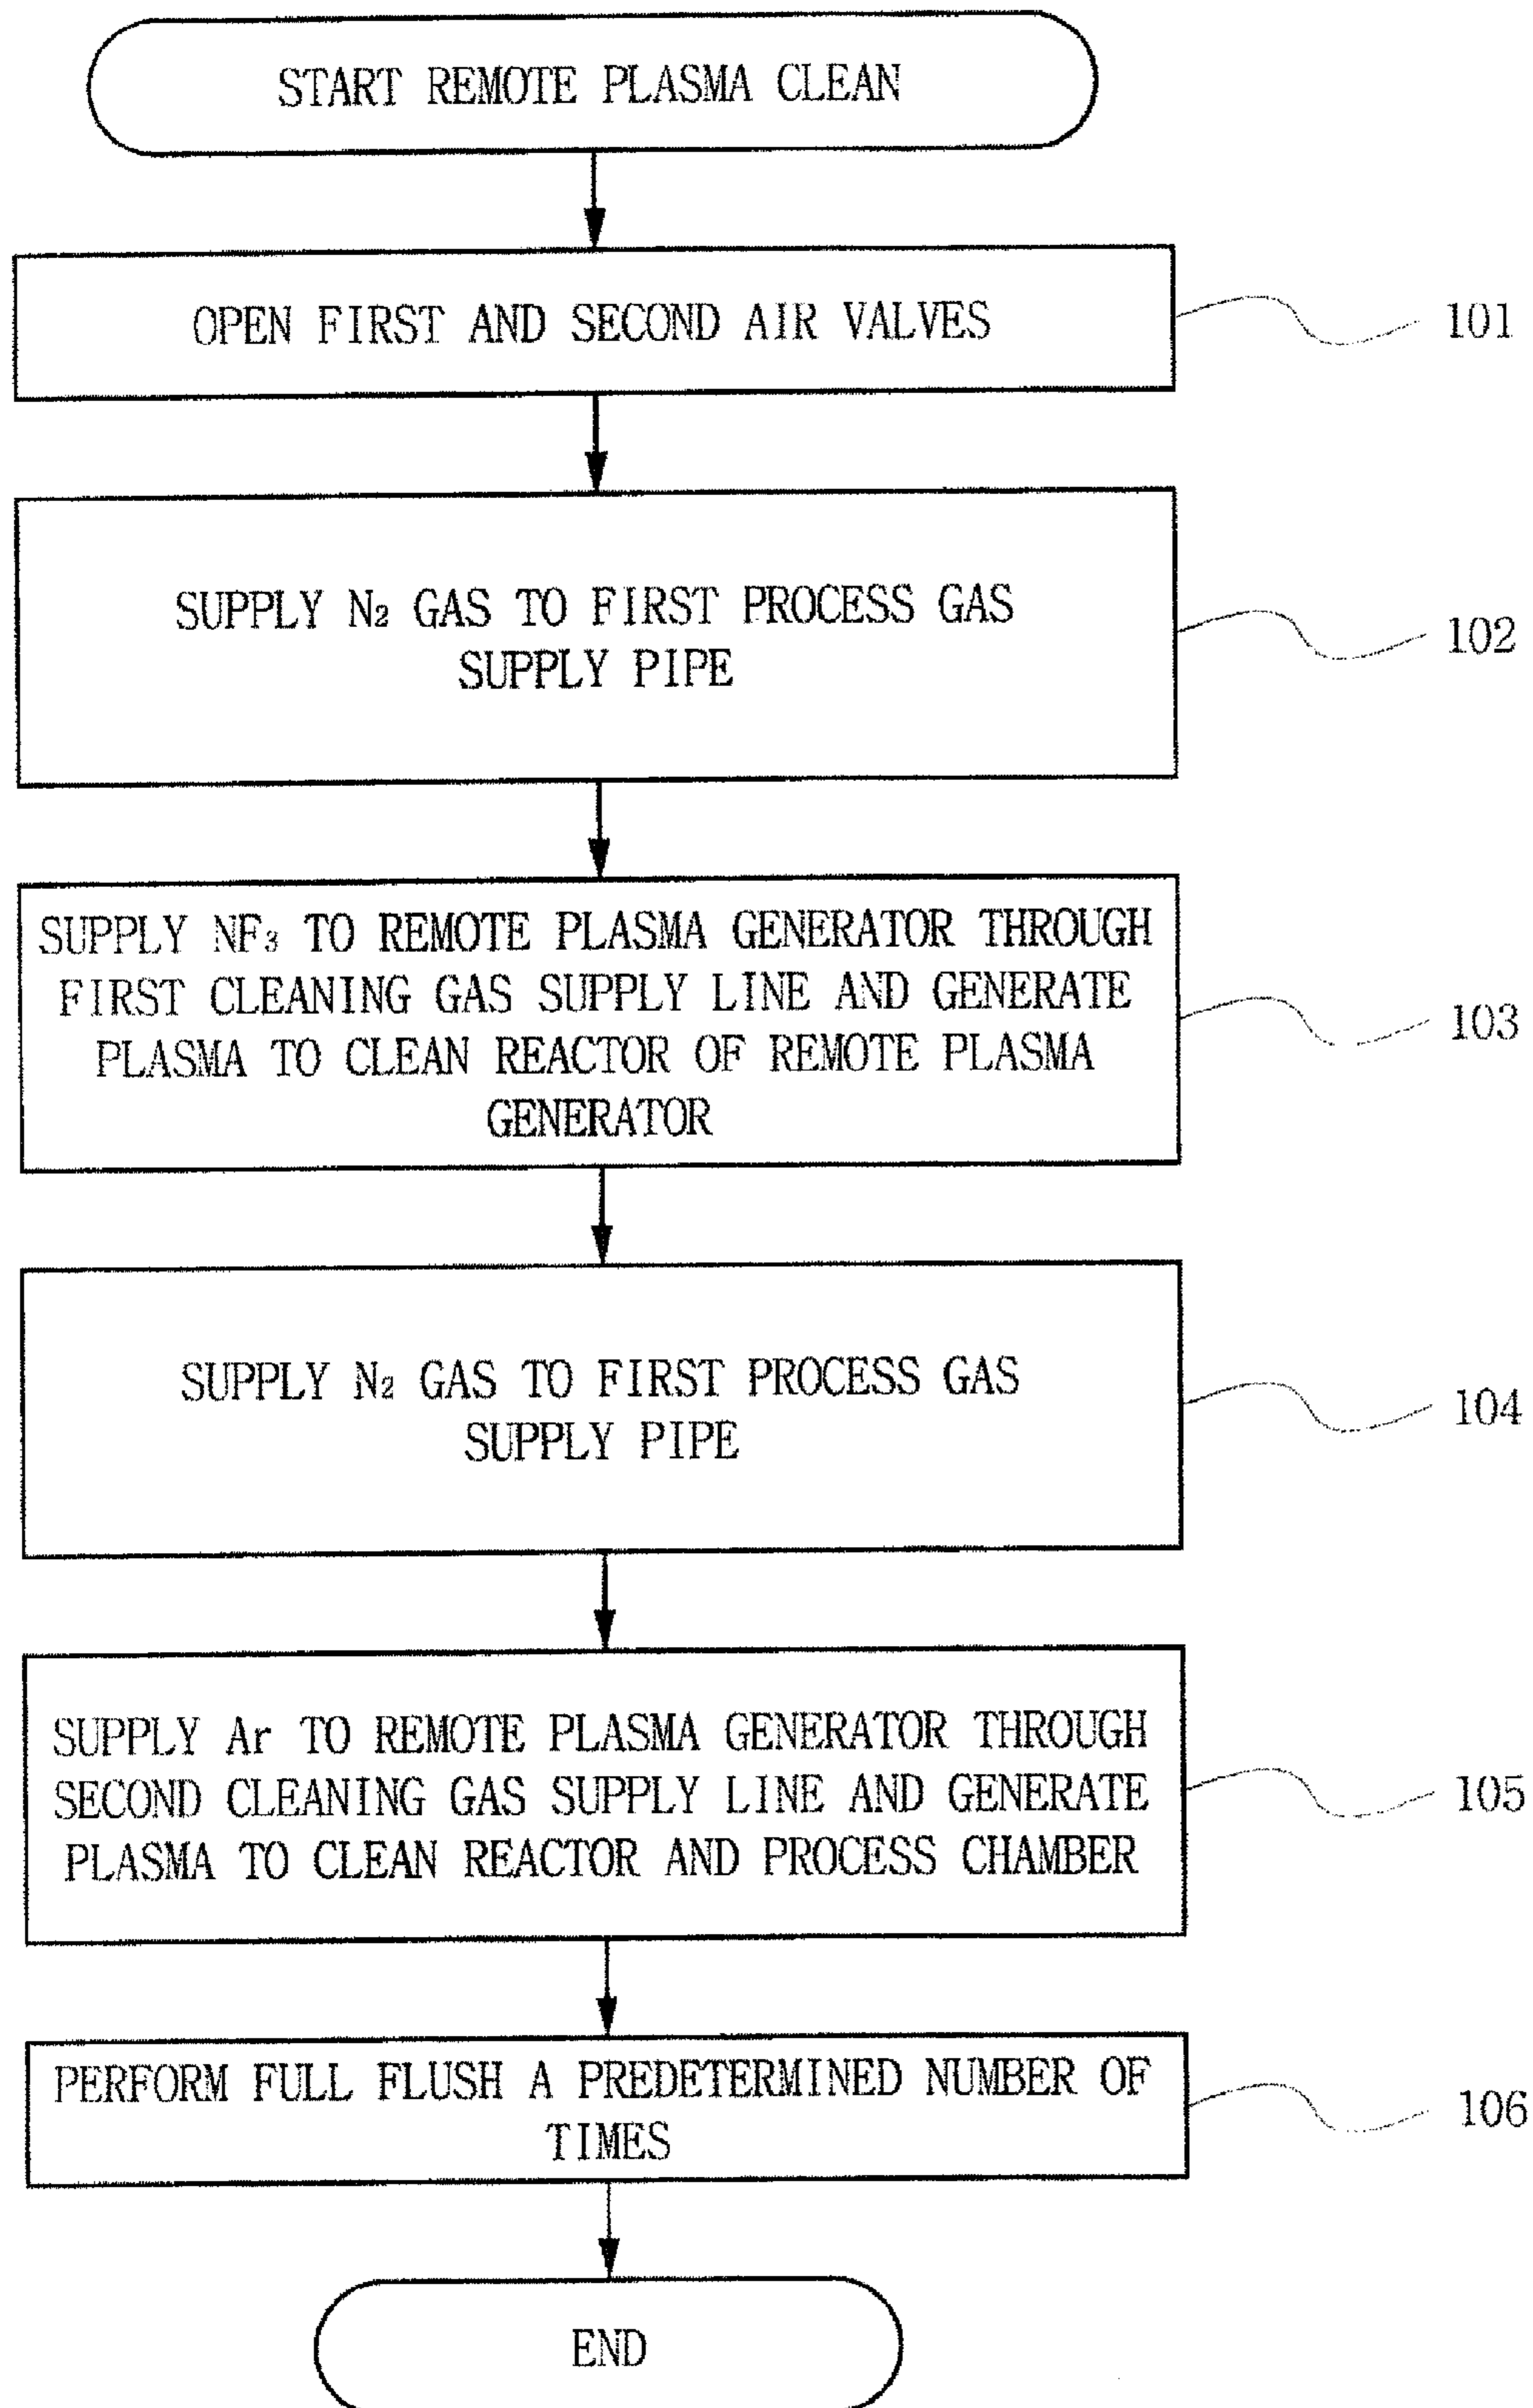 START REMOTE PLASMA CLEAN
OPEN FIRST AND SECOND AIR VALVES
101
SUPPLY N₂ GAS TO FIRST PROCESS GAS
SUPPLY PIPE
102
SUPPLY NF₃ TO REMOTE PLASMA GENERATOR THROUGH
FIRST CLEANING GAS SUPPLY LINE AND GENERATE
PLASMA TO CLEAN REACTOR OF REMOTE PLASMA
GENERATOR
103
SUPPLY N₂ GAS TO FIRST PROCESS GAS
SUPPLY PIPE
104
SUPPLY Ar TO REMOTE PLASMA GENERATOR THROUGH
SECOND CLEANING GAS SUPPLY LINE AND GENERATE
PLASMA TO CLEAN REACTOR AND PROCESS CHAMBER
105
PERFORM FULL FLUSH A PREDETERMINED NUMBER OF
TIMES
106
END